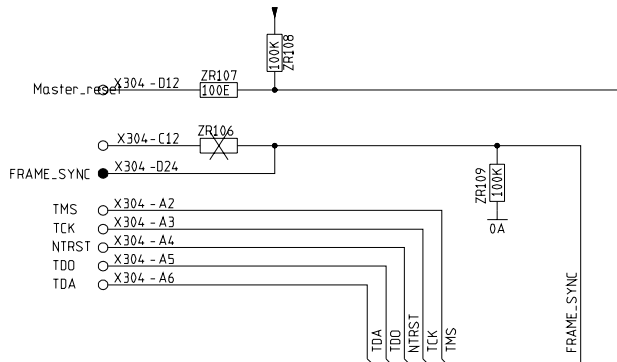 100K
ZR108
ZR107
Master_reset
X304-D12
100E
X304-C12
ZR106
FRAME_SYNC
X304-D24
ZR109
100K
0A
TMS
X304-A2
TCK
X304-A3
NTRST
X304-A4
TDO
X304-A5
TDA
X304-A6
TDA
TDO
NTRST
TCK
TMS
FRAME_SYNC